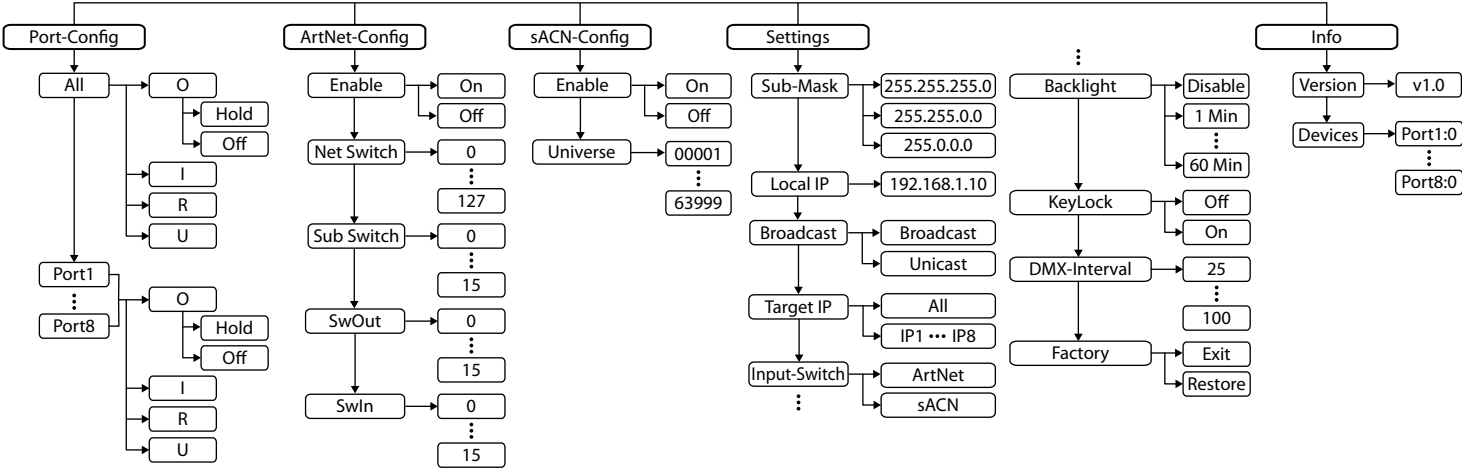 Port-Config
All
O
Hold
Off
I
R
U
Port1
Port8
O
Hold
Off
I
R
U
ArtNet-Config
Enable
On
Off
Net Switch
0
127
Sub Switch
0
15
SwOut
0
15
SwIn
0
15
sACN-Config
Enable
On
Off
Universe
00001
63999
Settings
Sub-Mask
255.255.255.0
255.255.0.0
255.0.0.0
Local IP
192.168.1.10
Broadcast
Broadcast
Unicast
Target IP
All
IP1 ••• IP8
Input-Switch
ArtNet
sACN
Backlight
Disable
1 Min
60 Min
KeyLock
Off
On
DMX-Interval
25
100
Factory
Exit
Restore
Info
Version
v1.0
Devices
Port1:0
Port8:0